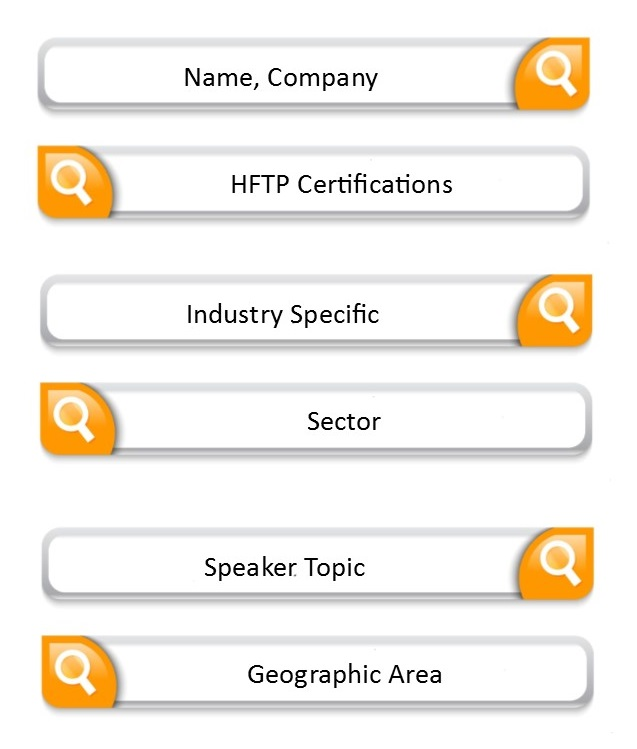 Name, Company
HFTP Certifications
Industry Specific
Sector
Speaker Topic
Geographic Area